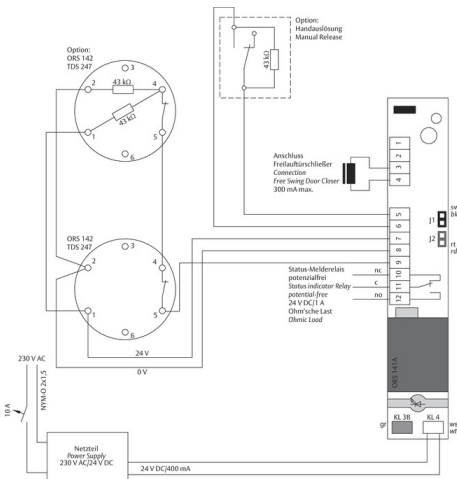 Option:
ORS 142
TDS 247
3
2
43 kΩ
4
43 kΩ
1
5
6
Option:
Handauslösung
Manual Release
43 kΩ
1
2
3
4
Anschluss
Freilauftürschließer
Connection
Free Swing Door Closer
300 mA max.
5
6
7
8
9
10
11
12
J1
sw
bk
J2
rt
rd
ORS 142
TDS 247
3
2
4
1
5
6
Status-Melderelais
potenzialfrei
Status indicator Relay
potential-free
24 V DC/1 A
Ohm'sche Last
Ohmic Load
nc
c
no
24 V
0 V
ORS 141A
230 V AC
NYM-O 2x1,5
10 A
gr
KL 3B
KL 4
ws
wt
Netzteil
Power Supply
230 V AC/24 V DC
24 V DC/400 mA